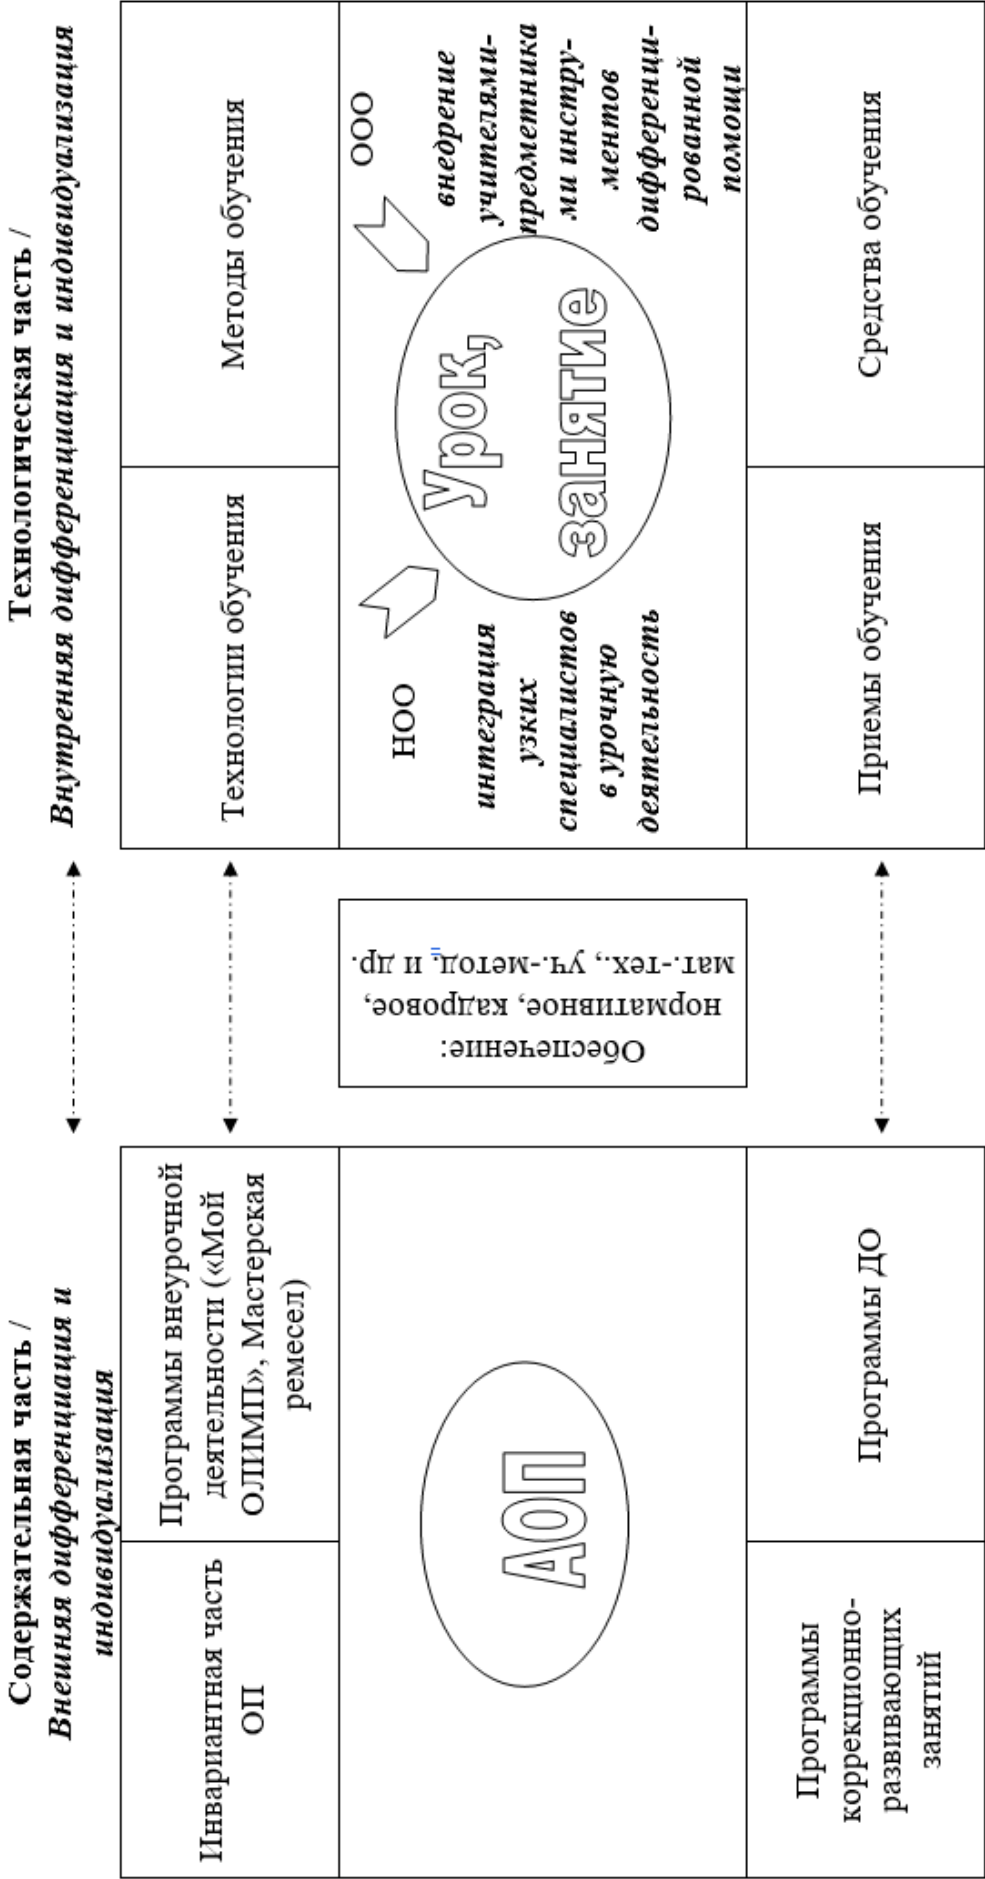 Содержательная часть /
Внешняя дифференциация и
индивидуализация
Инвариантная часть
ОП
Программы внеурочной
деятельности («Мой
ОЛИМП», Мастерская
ремесел)
АОП
Программы
коррекционно-
развивающих
занятий
Программы ДО
Обеспечение:
нормативное, кадровое,
мат.-тех., уч.-метод. и др.
Технологическая часть /
Внутренняя дифференциация и индивидуализация
Технологии обучения
Методы обучения
НОО
интеграция
узких
специалистов
в урочную
деятельность
Урок,
занятие
ООО
внедрение
учителями-
предметника
ми инстру-
ментов
дифференци-
рованной
помощи
Приемы обучения
Средства обучения